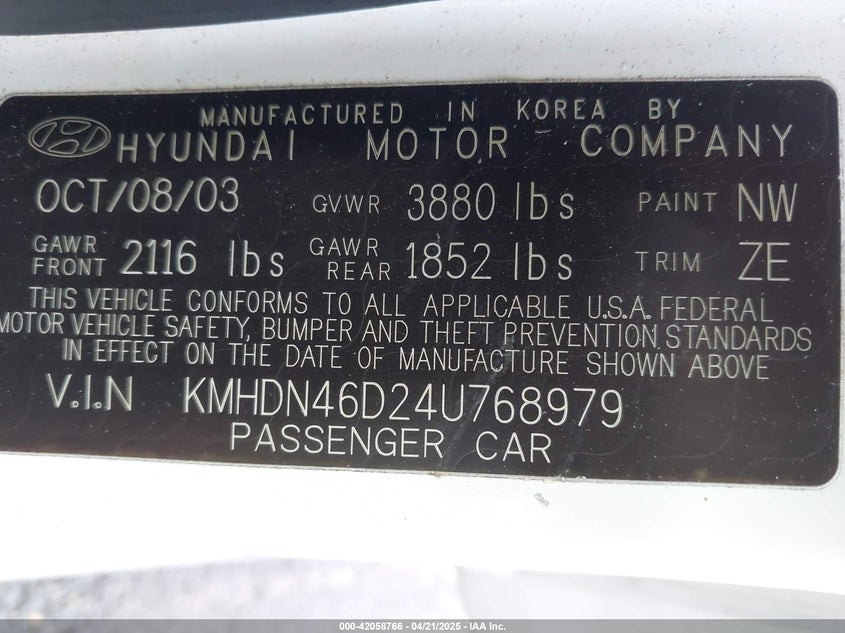 MANUFACTURED IN KOREA BY
HYUNDAI MOTOR COMPANY
OCT/08/03 GVWR 3880 lbs PAINT NW
GAWR FRONT 2116 lbs GAWR REAR 1852 lbs TRIM ZE
THIS VEHICLE CONFORMS TO ALL APPLICABLE U.S.A. FEDERAL
MOTOR VEHICLE SAFETY, BUMPER AND THEFT PREVENTION STANDARDS
IN EFFECT ON THE DATE OF MANUFACTURE SHOWN ABOVE
V.I.N KMHDN46D24U768979
PASSENGER CAR
000-42058766 - 04/21/2025 - IAA Inc.